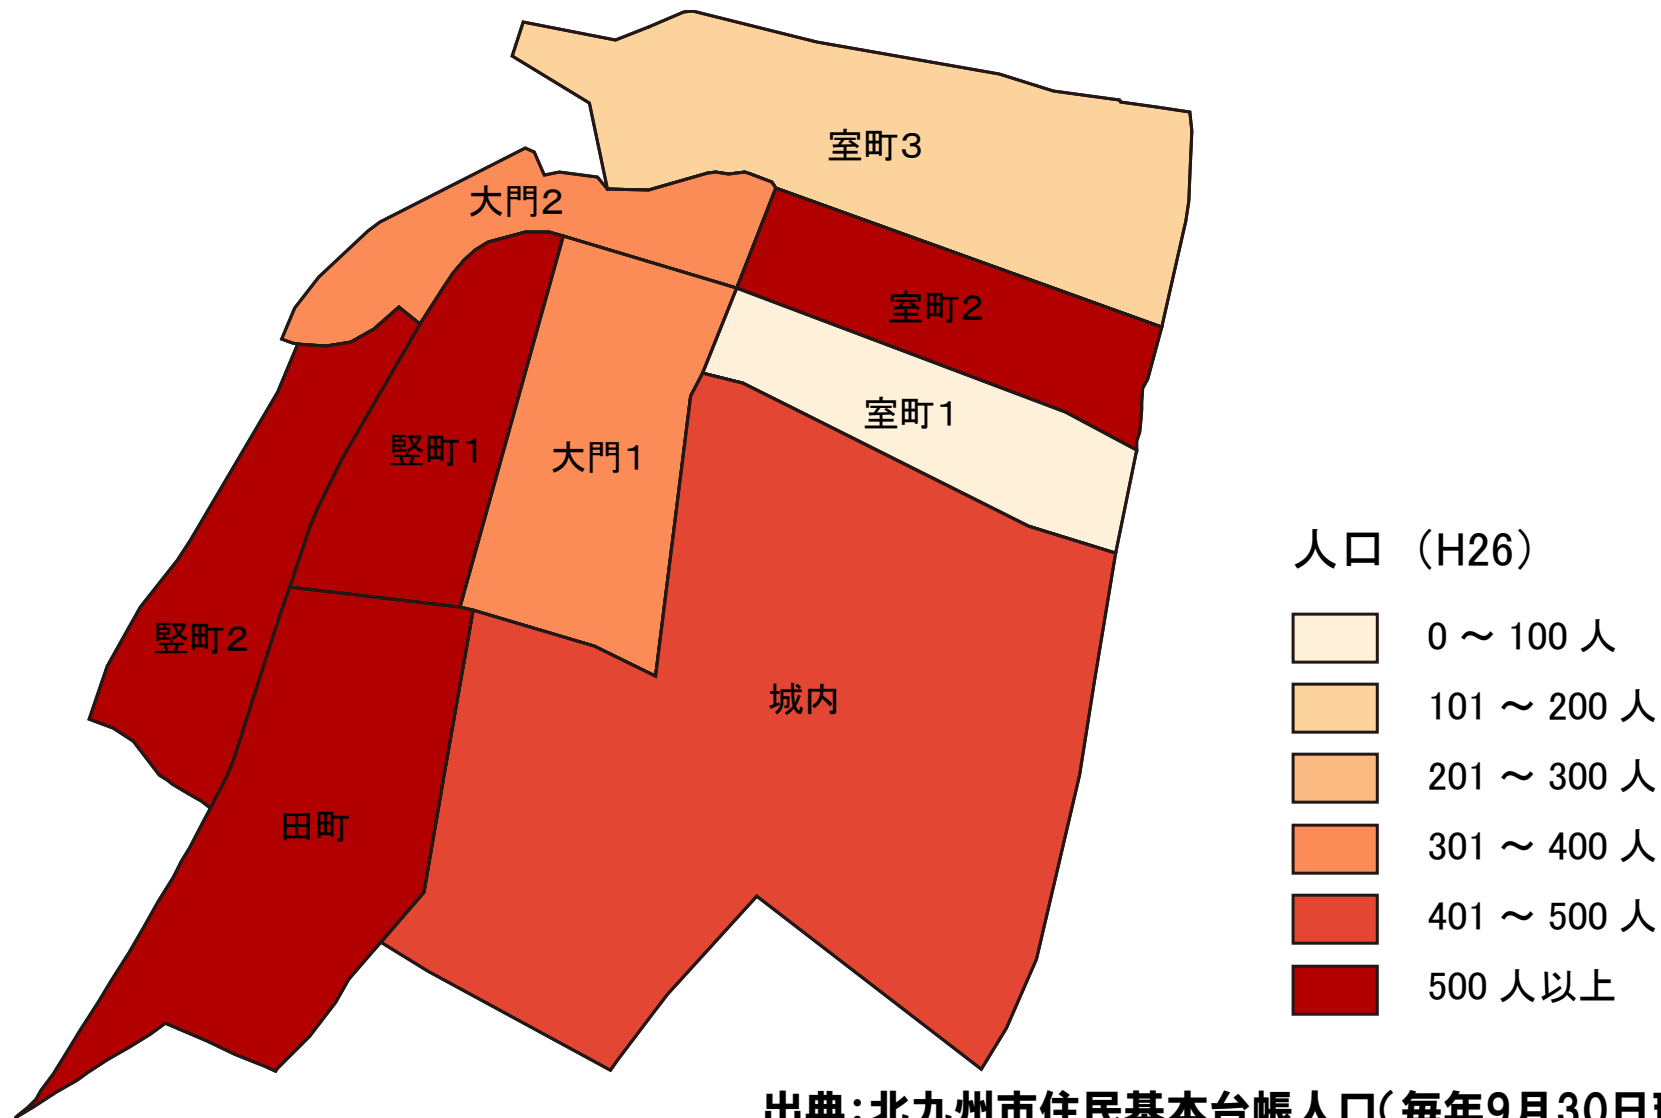 室町３
大門２
室町２
室町１
竪町１
大門１
竪町２
城内
田町
人口（H26）
0 ～ 100 人
101 ～ 200 人
201 ～ 300 人
301 ～ 400 人
401 ～ 500 人
500 人以上
出典：北九州市住民基本台帳人口（毎年9月30日